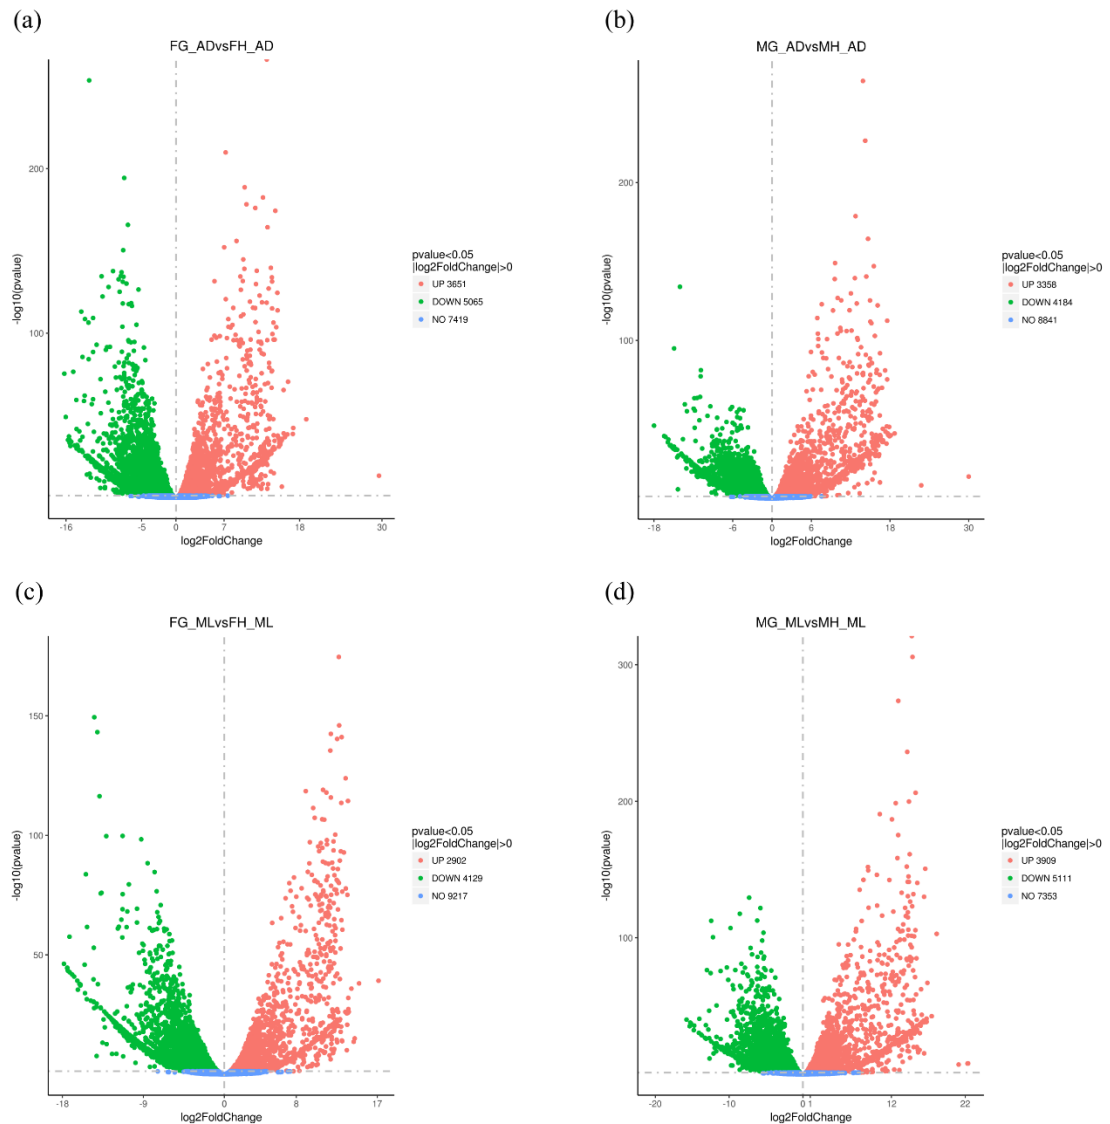 (a)
FG_ADvsFH_AD
200
100
-16
-5
0
7
18
30
-log10(pvalue)
log2FoldChange
pvalue<0.05
|log2FoldChange|>0
UP 3651
DOWN 5065
NO 7419
(b)
MG_ADvsMH_AD
200
100
-18
-6
0
6
18
30
-log10(pvalue)
log2FoldChange
pvalue<0.05
|log2FoldChange|>0
UP 3358
DOWN 4184
NO 8841
(c)
FG_MLvsFH_ML
150
100
50
-18
-9
0
8
17
-log10(pvalue)
log2FoldChange
pvalue<0.05
|log2FoldChange|>0
UP 2902
DOWN 4129
NO 9217
(d)
MG_MLvsMH_ML
300
200
100
-20
-10
0
1
12
22
-log10(pvalue)
log2FoldChange
pvalue<0.05
|log2FoldChange|>0
UP 3909
DOWN 5111
NO 7353